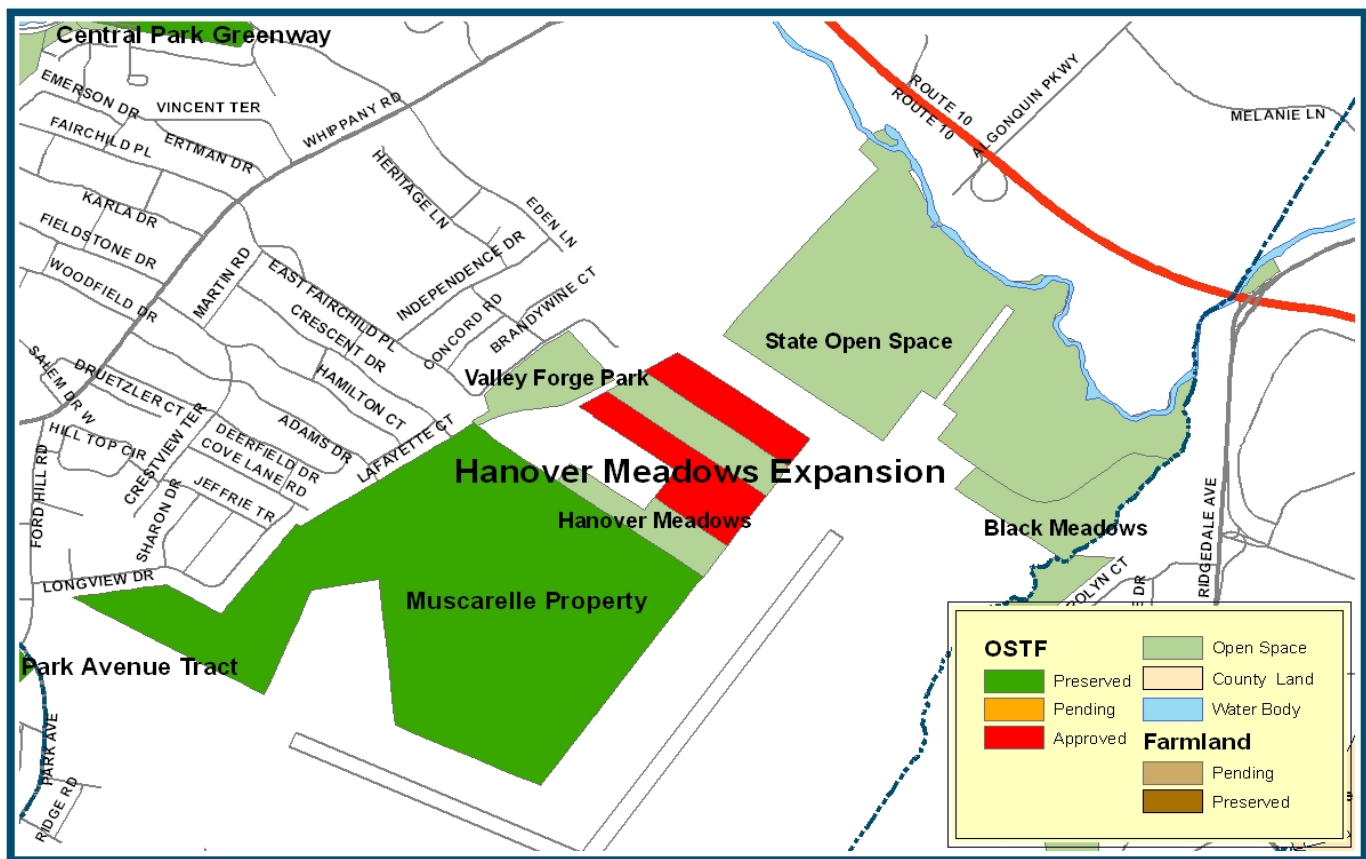 Central Park Greenway
EMERSON DR
VINCENT TER
FAIRCHILD PL
ERTMAN DR
WHIPPANY RD
ROUTE 10
ROUTE 10
ALGONQUIN PKWY
MELANIE LN
KARLA DR
HERITAGE LN
EDEN LN
FIELDSTONE DR
INDEPENDENCE DR
WOODFIELD DR
MARTIN RD
EAST FAIRCHILD PL
CRESCENT DR
CONCORD RD
BRANDYWINE CT
SALEM DR W
DRUETZLER CT
HAMILTON CT
Valley Forge Park
State Open Space
HILL TOP CIR
CRESTVIEW TER
ADAMS DR
DEERFIELD DR
COVE LANE RD
LAFAYETTE CT
FORD HILL RD
SHARON DR
JEFFRIE TR
Hanover Meadows Expansion
Hanover Meadows
Black Meadows
RIDGEDALE AVE
LONGVIEW DR
Muscarelle Property
ROLYN CT
E DR
Park Avenue Tract
PARK AVE
RIDGE RD
OSTF
Preserved
Pending
Approved
Open Space
County Land
Water Body
Farmland
Pending
Preserved